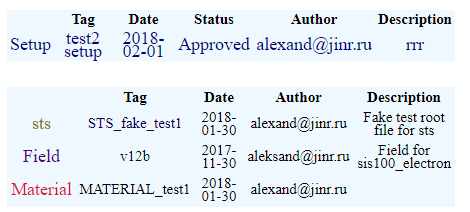 Tag Date Status Author Description
Setup test2 setup 2018-02-01 Approved alexand@jinr.ru rrr
Tag Date Author Description
sts STS_fake_test1 2018-01-30 alexand@jinr.ru Fake test root file for sts
Field v12b 2017-11-30 aleksand@jinr.ru Field for sis100_electron
Material MATERIAL_test1 2018-01-30 alexand@jinr.ru